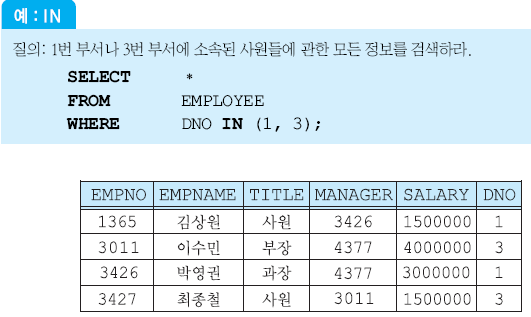 예 : IN
질의: 1번 부서나 3번 부서에 소속된 사원들에 관한 모든 정보를 검색하라.
SELECT *
FROM EMPLOYEE
WHERE DNO IN (1, 3);
EMPNO EMPNAME TITLE MANAGER SALARY DNO
1365 김상원 사원 3426 1500000 1
3011 이수민 부장 4377 4000000 3
3426 박영권 과장 4377 3000000 1
3427 최종철 사원 3011 1500000 3